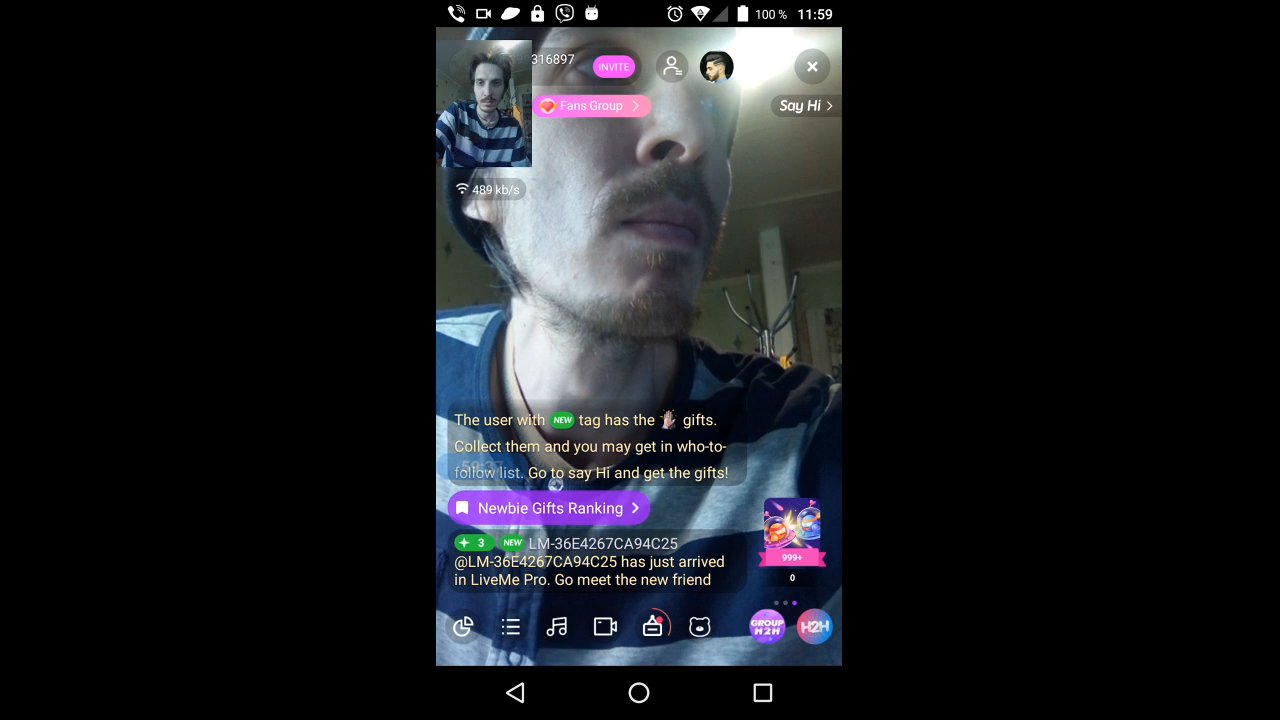 100 % 11:59
316897
INVITE
Fans Group
Say Hi
489 kb/s
The user with NEW tag has the gifts.
Collect them and you may get in who-to-
follow list. Go to say Hi and get the gifts!
Newbie Gifts Ranking
3 NEW LM-36E4267CA94C25
@LM-36E4267CA94C25 has just arrived
in LiveMe Pro. Go meet the new friend
999+
0
GROUP
H2H
H2H